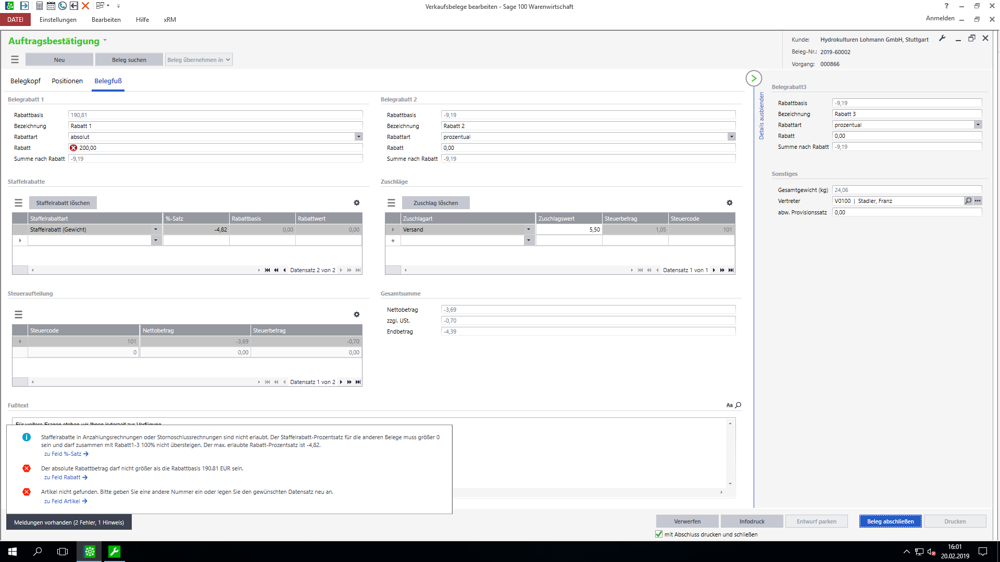 Verkaufsbelege bearbeiten - Sage 100 Warenwirtschaft
DATEI Einstellungen Bearbeiten Hilfe xRM
Anmelden
Auftragsbestätigung
Neu Beleg suchen Beleg übernehmen in
Kunde: Hydrokulturen Lohmann GmbH, Stuttgart
Beleg-Nr.: 2019-60002
Vorgang: 000866
Belegkopf Positionen Belegfuß
Details ausblenden
Belegrabatt 1
Rabattbasis 190,81
Bezeichnung Rabatt 1
Rabattart absolut
Rabatt 200,00
Summe nach Rabatt -9,19
Belegrabatt 2
Rabattbasis -9,19
Bezeichnung Rabatt 2
Rabattart prozentual
Rabatt 0,00
Summe nach Rabatt -9,19
Belegrabatt3
Rabattbasis -9,19
Bezeichnung Rabatt 3
Rabattart prozentual
Rabatt 0,00
Summe nach Rabatt -9,19
Sonstiges
Gesamtgewicht (kg) 24,06
Vertreter V0100 | Stadler, Franz
abw. Provisionssatz 0,00
Staffelrabatte
Staffelrabatt löschen
Staffelrabattart %-Satz Rabattbasis Rabattwert
Staffelrabatt (Gewicht) -4,82 0,00 0,00
Datensatz 2 von 2
Zuschläge
Zuschlag löschen
Zuschlagart Zuschlagswert Steuerbetrag Steuercode
Versand 5,50 1,05 101
Datensatz 1 von 1
Steueraufteilung
Steuercode Nettobetrag Steuerbetrag
101 -3,69 -0,70
0 0,00 0,00
Datensatz 1 von 2
Gesamtsumme
Nettobetrag -3,69
zzgl. USt. -0,70
Endbetrag -4,39
Fußtext
Aa
Für weitere Fragen stehen wir Ihnen jederzeit zur Verfügung
Staffelrabatte in Anzahlungsrechnungen oder Stornoschlussrechnungen sind nicht erlaubt. Der Staffelrabatt-Prozentsatz für die anderen Belege muss größer 0
sein und darf zusammen mit Rabatt1-3 100% nicht übersteigen. Der max. erlaubte Rabatt-Prozentsatz ist -4,82.
zu Feld %-Satz
Der absolute Rabattbetrag darf nicht größer als die Rabattbasis 190.81 EUR sein.
zu Feld Rabatt
Artikel nicht gefunden. Bitte geben Sie eine andere Nummer ein oder legen Sie den gewünschten Datensatz neu an.
zu Feld Artikel
Meldungen vorhanden (2 Fehler, 1 Hinweis)
Verwerfen Infodruck Entwurf parken Beleg abschließen Drucken
mit Abschluss drucken und schließen
16:01
20.02.2019